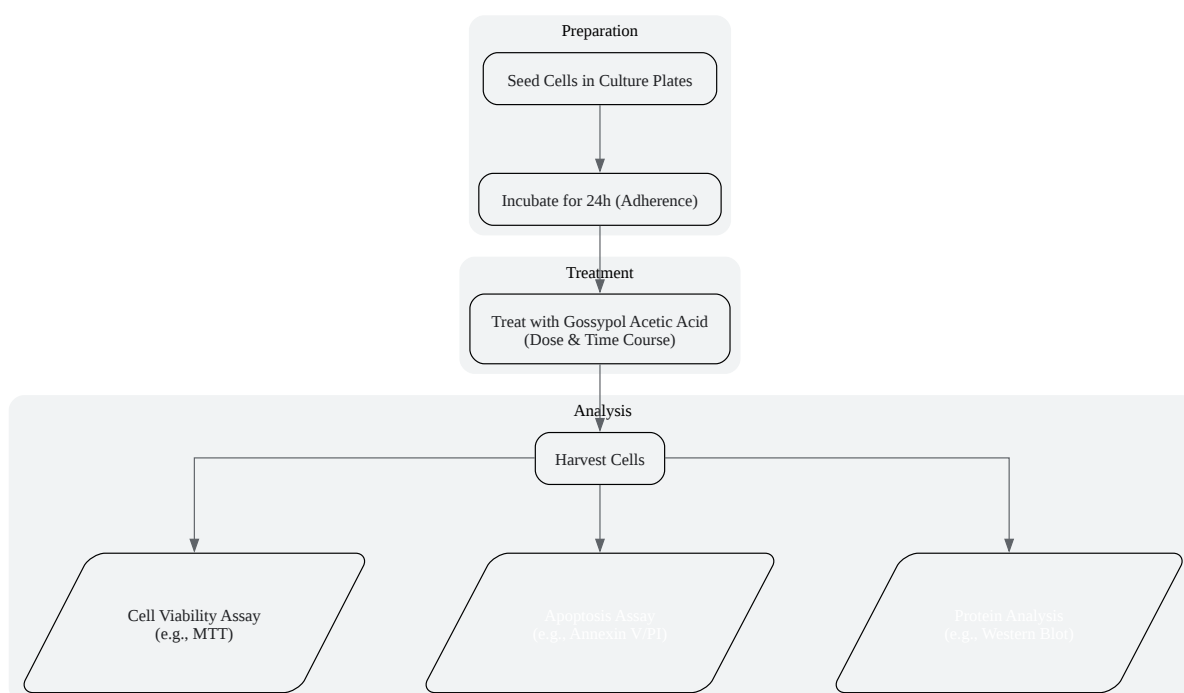 Preparation
Seed Cells in Culture Plates
Incubate for 24h (Adherence)
Treatment
Treat with Gossypol Acetic Acid
(Dose & Time Course)
Analysis
Harvest Cells
Cell Viability Assay
(e.g., MTT)
Apoptosis Assay
(e.g., Annexin V/PI)
Protein Analysis
(e.g., Western Blot)